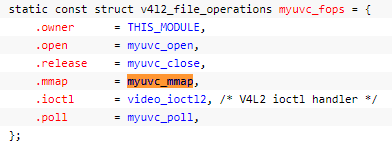 static const struct v4l2_file_operations myuvc_fops = {
.owner = THIS_MODULE,
.open = myuvc_open,
.release = myuvc_close,
.mmap = myuvc_mmap,
.ioctl = video_ioctl2, /* V4L2 ioctl handler */
.poll = myuvc_poll,
};